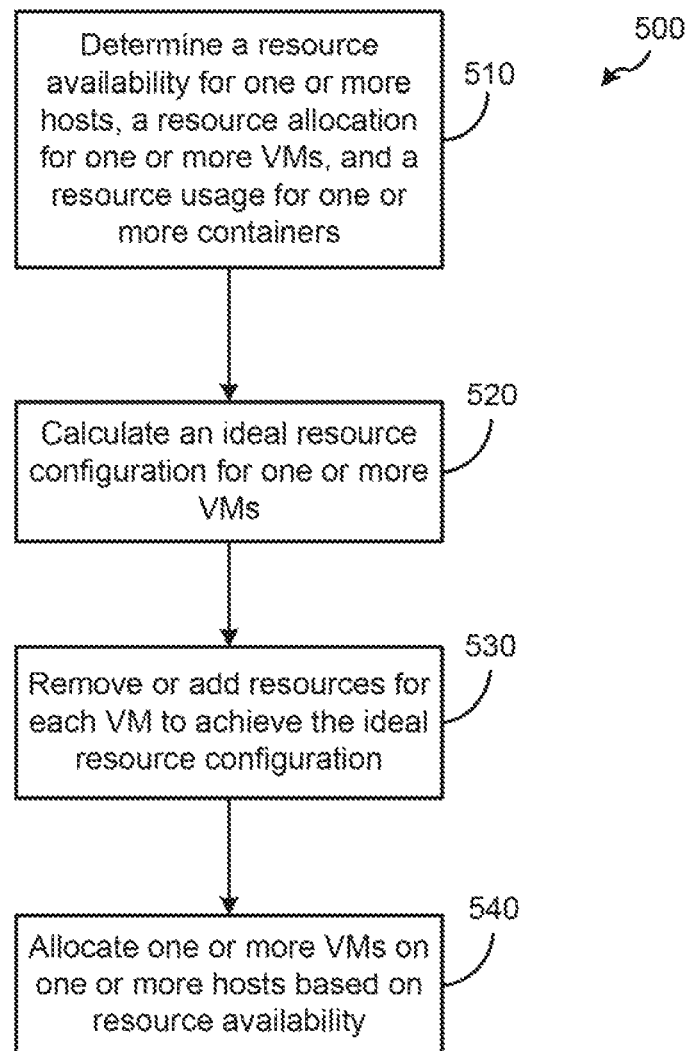 500
Determine a resource
availability for one or more
hosts, a resource allocation
for one or more VMs, and a
resource usage for one or
more containers
510
Calculate an ideal resource
configuration for one or more
VMs
520
Remove or add resources for
each VM to achieve the ideal
resource configuration
530
Allocate one or more VMs on
one or more hosts based on
resource availability
540